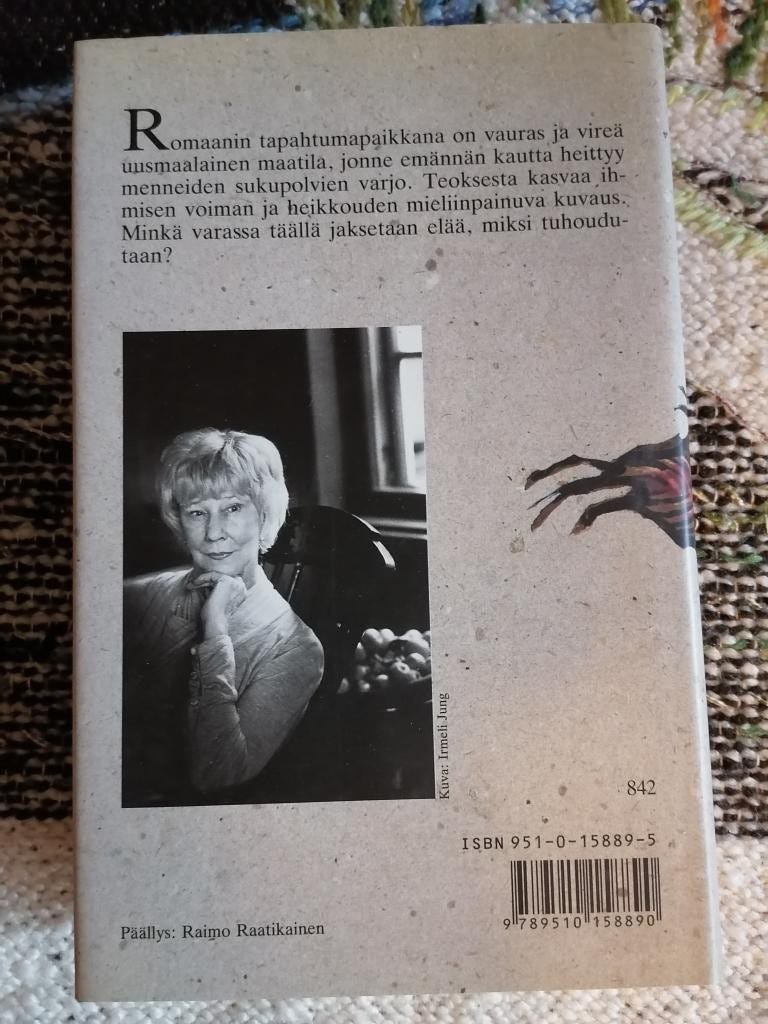 Romaanin tapahtumapaikkana on vauras ja vireä
uusmaalainen maatila, jonne emännän kautta heittyy
menneiden sukupolvien varjo. Teoksesta kasvaa ih-
misen voiman ja heikkouden mieliinpainuva kuvaus.
Minkä varassa täällä jaksetaan elää, miksi tuhoudu-
taan?
Kuva: Irmeli Jung
842
ISBN 951-0-15889-5
9 789510 158890
Päällys: Raimo Raatikainen